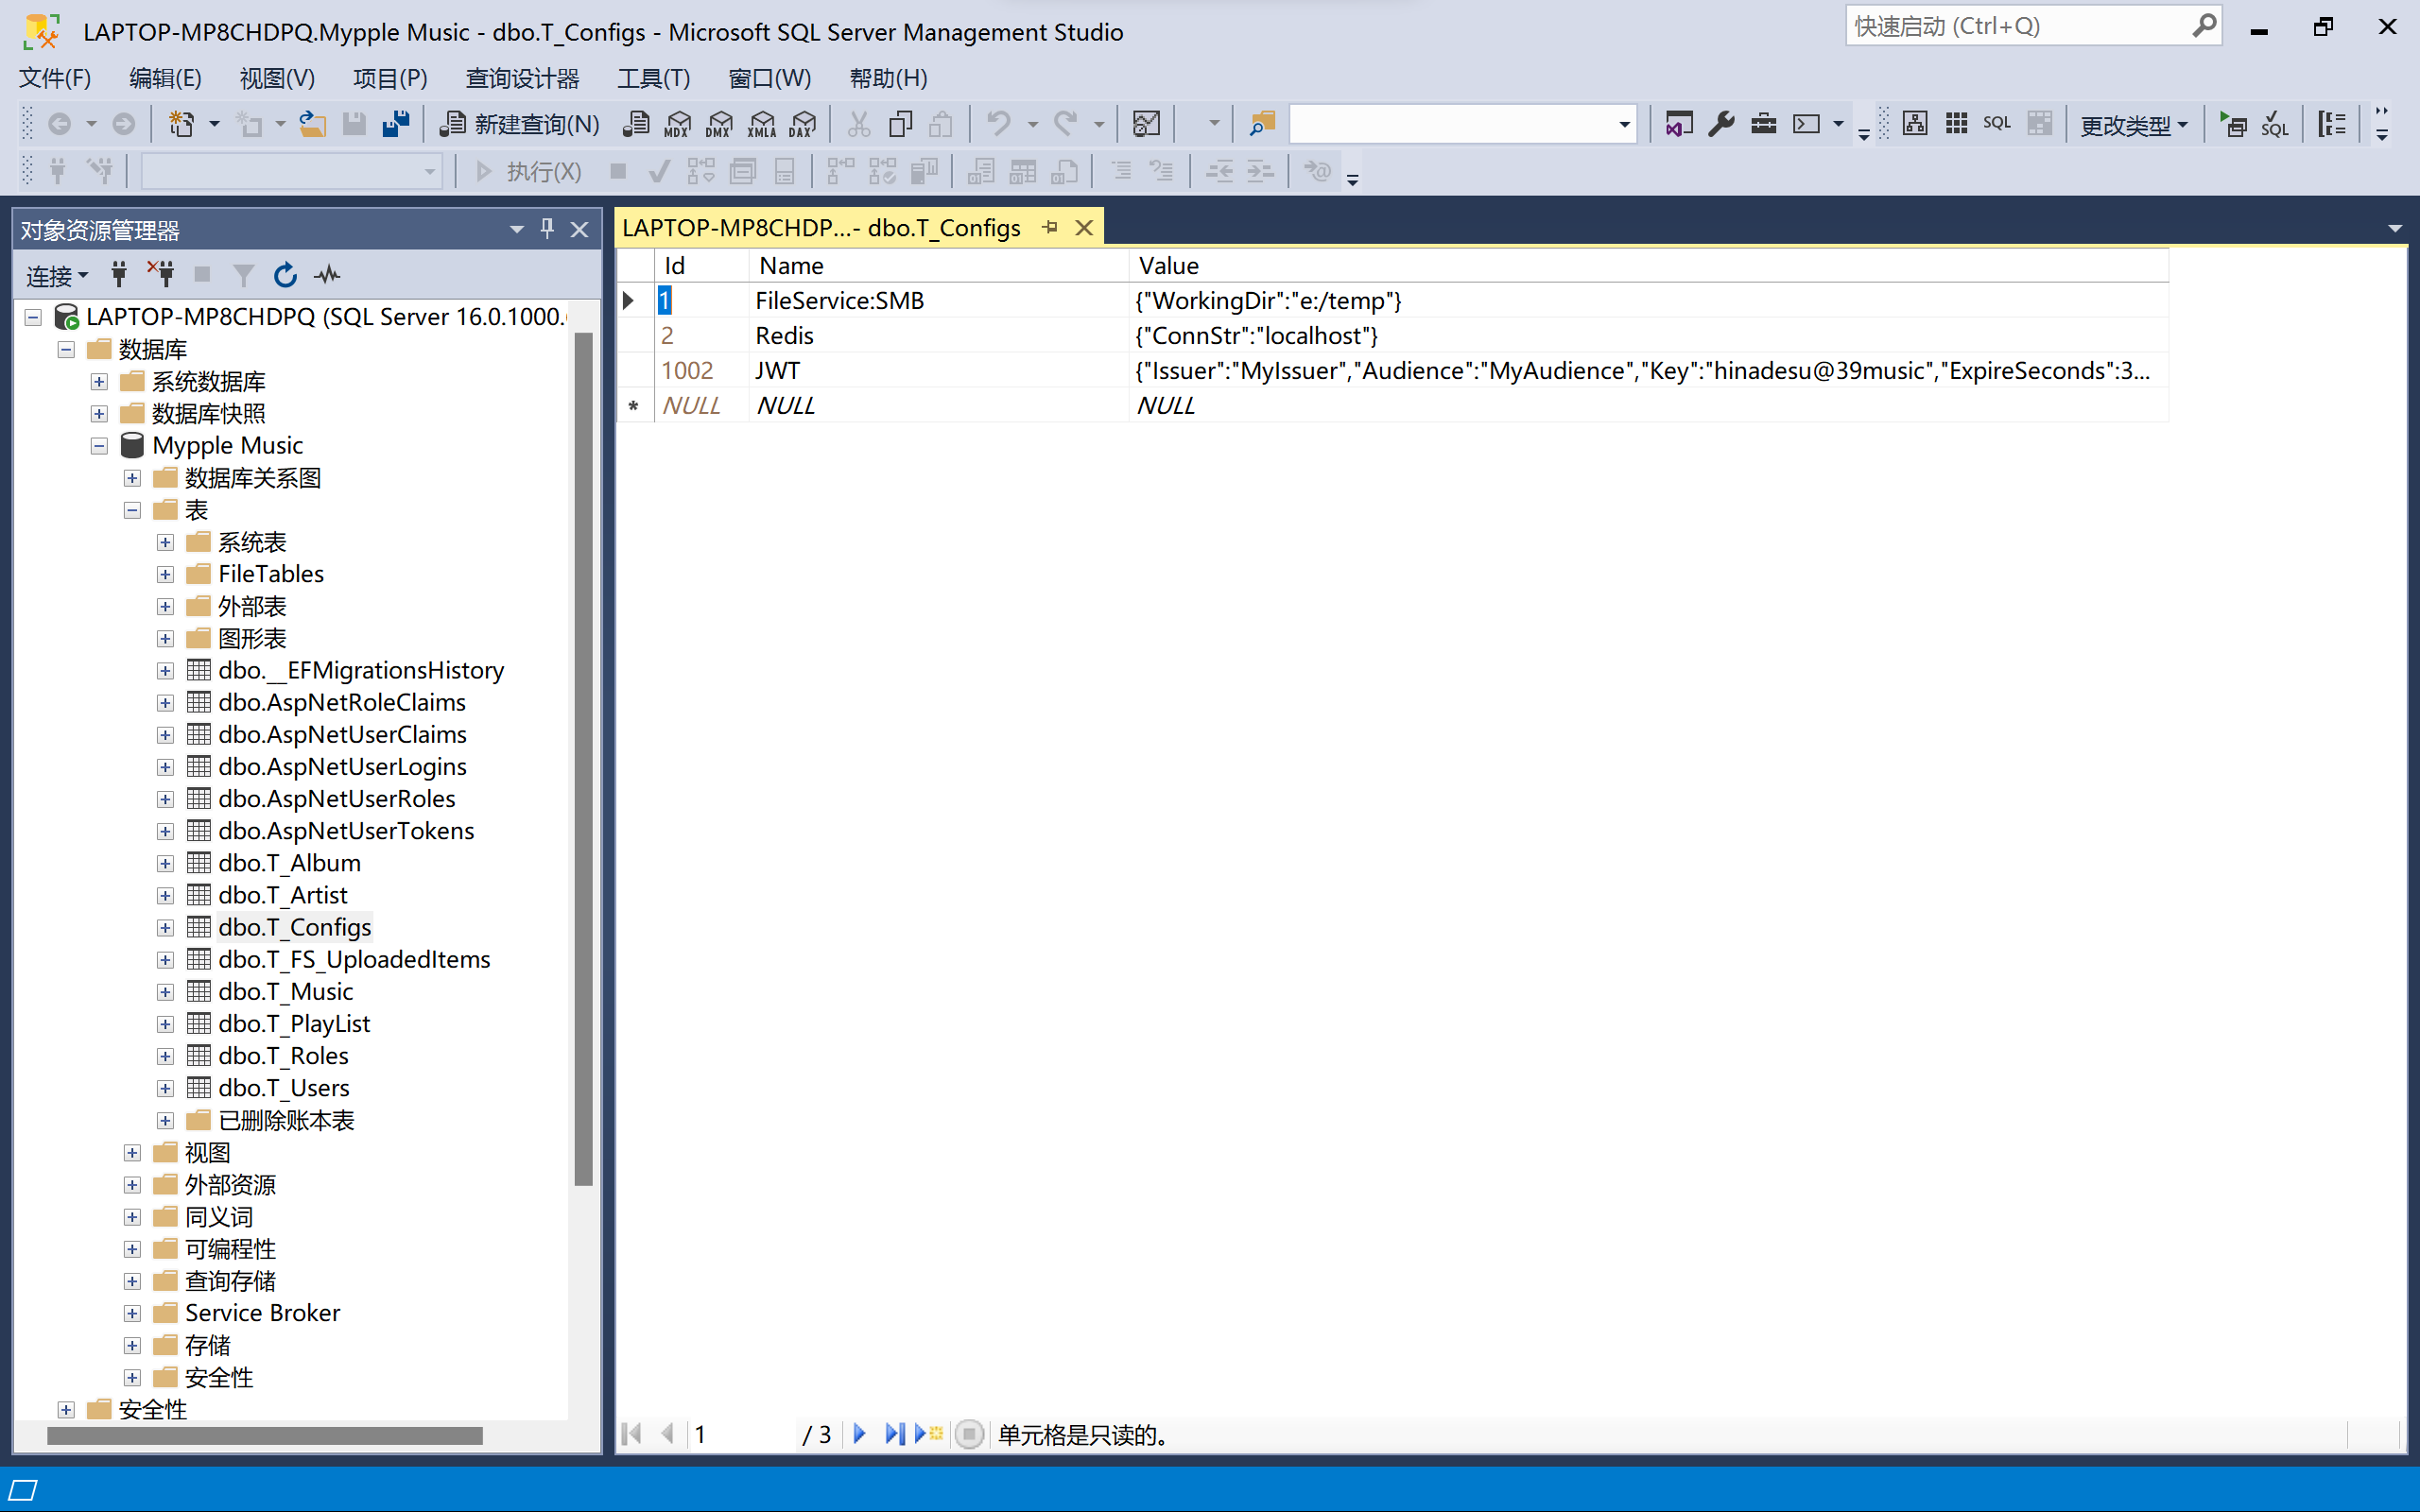 LAPTOP-MP8CHDPQ.Mypple Music - dbo.T_Configs - Microsoft SQL Server Management Studio
快速启动 (Ctrl+Q)
文件(F) 编辑(E) 视图(V) 项目(P) 查询设计器 工具(T) 窗口(W) 帮助(H)
新建查询(N) MDX DMX XMLA DAX SQL 更改类型 SQL
执行(X)
对象资源管理器
连接
LAPTOP-MP8CHDPQ (SQL Server 16.0.1000.
数据库
系统数据库
数据库快照
Mypple Music
数据库关系图
表
系统表
FileTables
外部表
图形表
dbo.__EFMigrationsHistory
dbo.AspNetRoleClaims
dbo.AspNetUserClaims
dbo.AspNetUserLogins
dbo.AspNetUserRoles
dbo.AspNetUserTokens
dbo.T_Album
dbo.T_Artist
dbo.T_Configs
dbo.T_FS_UploadedItems
dbo.T_Music
dbo.T_PlayList
dbo.T_Roles
dbo.T_Users
已删除账本表
视图
外部资源
同义词
可编程性
查询存储
Service Broker
存储
安全性
安全性
LAPTOP-MP8CHDP...- dbo.T_Configs
Id Name Value
1 FileService:SMB {"WorkingDir":"e:/temp"}
2 Redis {"ConnStr":"localhost"}
1002 JWT {"Issuer":"MyIssuer","Audience":"MyAudience","Key":"hinadesu@39music","ExpireSeconds":3...
* NULL NULL NULL
1 / 3 单元格是只读的。